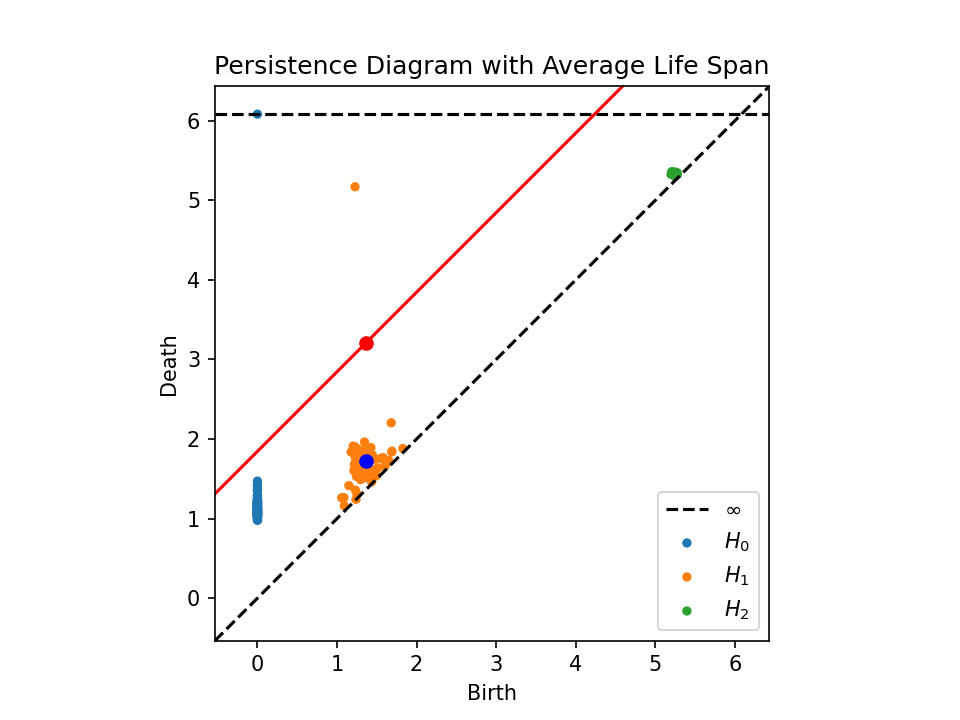 Persistence Diagram with Average Life Span
Death
6
5
4
3
2
1
0
∞
H₀
H₁
H₂
0 1 2 3 4 5 6
Birth